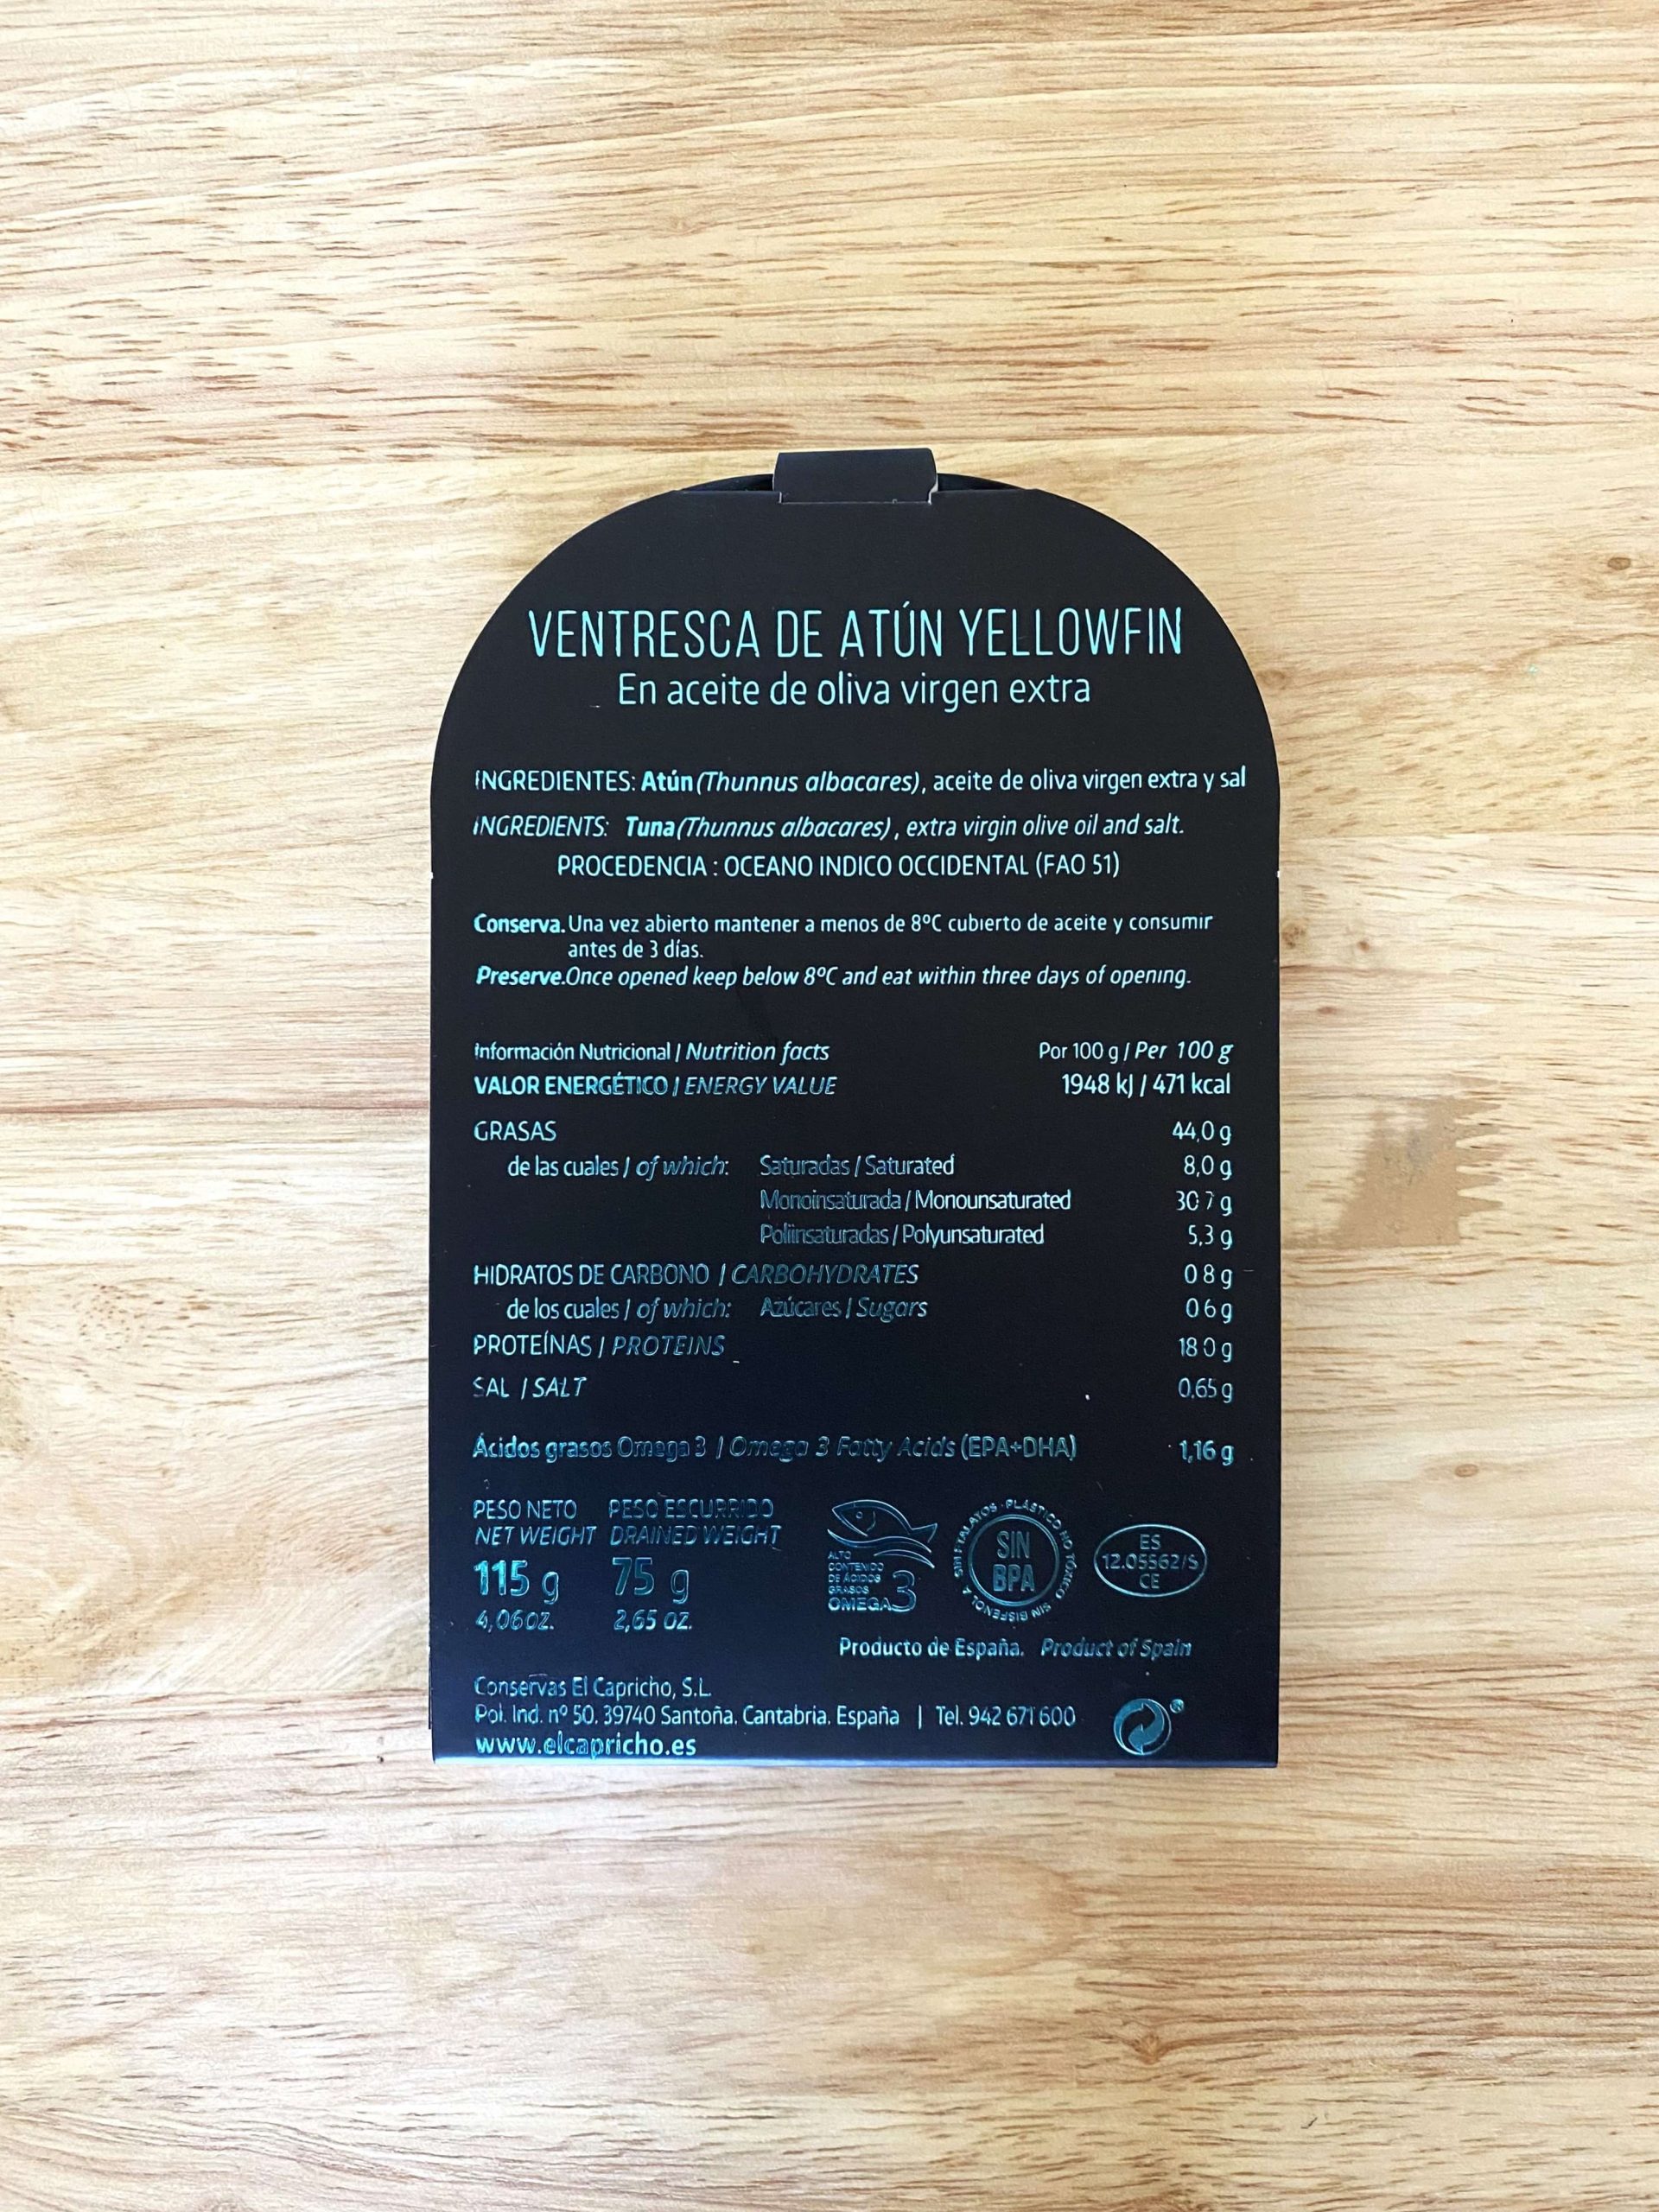 VENTRESCA DE ATÚN YELLOWFIN
En aceite de oliva virgen extra
INGREDIENTES: Atún (Thunnus albacares), aceite de oliva virgen extra y sal
INGREDIENTS: Tuna (Thunnus albacares), extra virgin olive oil and salt.
PROCEDENCIA : OCEANO INDICO OCCIDENTAL (FAO 51)
Conserva. Una vez abierto mantener a menos de 8ºC cubierto de aceite y consumir
antes de 3 días.
Preserve. Once opened keep below 8ºC and eat within three days of opening.
Información Nutricional / Nutrition facts Por 100 g / Per 100 g
VALOR ENERGÉTICO / ENERGY VALUE 1948 kJ / 471 kcal
GRASAS 44,0 g
de las cuales / of which: Saturadas / Saturated 8,0 g
Monoinsaturada / Monounsaturated 30,7 g
Poliinsaturadas / Polyunsaturated 5,3 g
HIDRATOS DE CARBONO / CARBOHYDRATES 0,8 g
de los cuales / of which: Azúcares / Sugars 0,6 g
PROTEÍNAS / PROTEINS 18,0 g
SAL / SALT 0,65 g
Ácidos grasos Omega 3 / Omega 3 Fatty Acids (EPA+DHA) 1,16 g
PESO NETO PESO ESCURRIDO
NET WEIGHT DRAINED WEIGHT
115 g 75 g
4,06 OZ. 2,65 OZ.
ALTO
CONTENIDO
DE ÁCIDOS
GRASOS
OMEGA 3
SIN FTALATOS · PLÁSTICO NO TÓXICO · SIN BISFENOL A
SIN
BPA
ES
12.05562/S
CE
Producto de España. Product of Spain
Conservas El Capricho, S.L.
Pol. Ind. nº 50. 39740 Santoña. Cantabria. España | Tel. 942 671 600
www.elcapricho.es